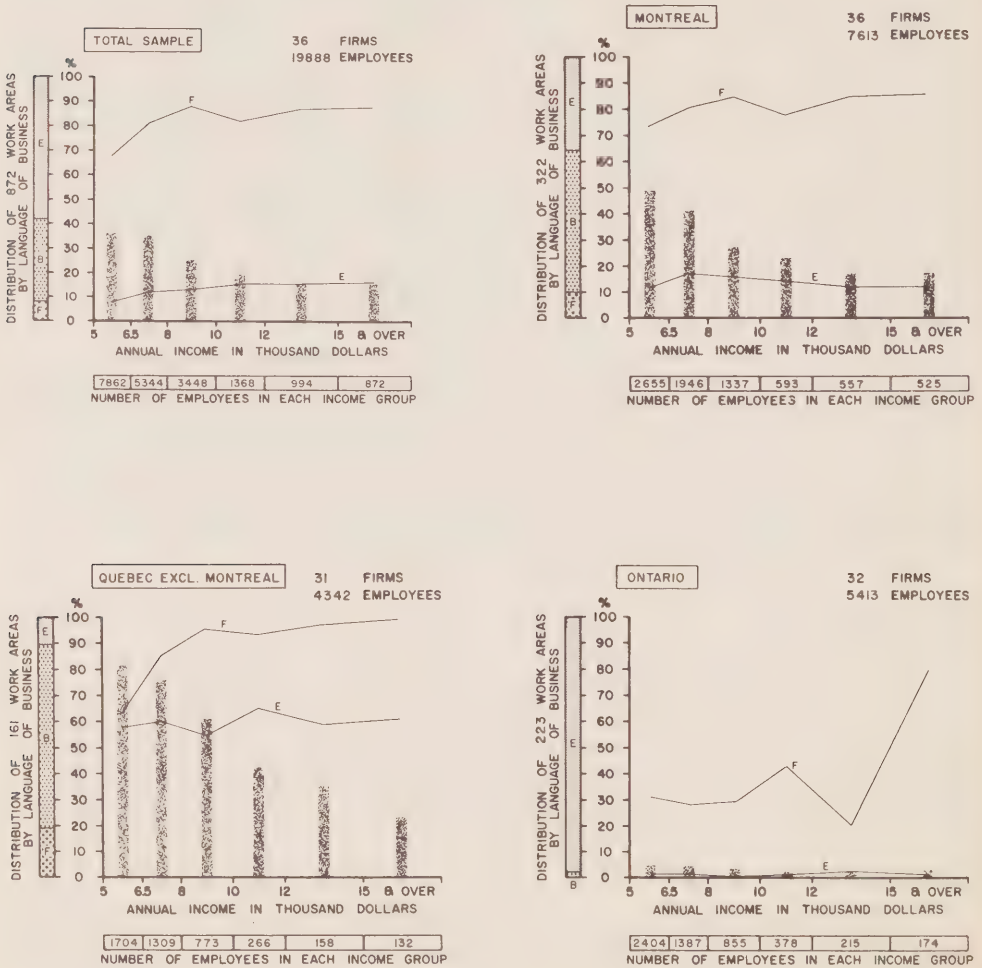 TOTAL SAMPLE
36 FIRMS
19888 EMPLOYEES
DISTRIBUTION OF 872 WORK AREAS
BY LANGUAGE OF BUSINESS
E
B
F
%
100
90
80
70
60
50
40
30
20
10
0
F
E
5 6.5 8 10 12 15 & OVER
ANNUAL INCOME IN THOUSAND DOLLARS
7862 5344 3448 1368 994 872
NUMBER OF EMPLOYEES IN EACH INCOME GROUP
MONTREAL
36 FIRMS
7613 EMPLOYEES
DISTRIBUTION OF 322 WORK AREAS
BY LANGUAGE OF BUSINESS
E
B
F
%
100
90
80
70
60
50
40
30
20
10
0
F
E
5 6.5 8 10 12 15 & OVER
ANNUAL INCOME IN THOUSAND DOLLARS
2655 1946 1337 593 557 525
NUMBER OF EMPLOYEES IN EACH INCOME GROUP
QUEBEC EXCL. MONTREAL
31 FIRMS
4342 EMPLOYEES
DISTRIBUTION OF 161 WORK AREAS
BY LANGUAGE OF BUSINESS
E
B
F
%
100
90
80
70
60
50
40
30
20
10
0
F
E
5 6.5 8 10 12 15 & OVER
ANNUAL INCOME IN THOUSAND DOLLARS
1704 1309 773 266 158 132
NUMBER OF EMPLOYEES IN EACH INCOME GROUP
ONTARIO
32 FIRMS
5413 EMPLOYEES
DISTRIBUTION OF 223 WORK AREAS
BY LANGUAGE OF BUSINESS
E
B
%
100
90
80
70
60
50
40
30
20
10
0
F
E
5 6.5 8 10 12 15 & OVER
ANNUAL INCOME IN THOUSAND DOLLARS
2404 1387 855 378 215 174
NUMBER OF EMPLOYEES IN EACH INCOME GROUP